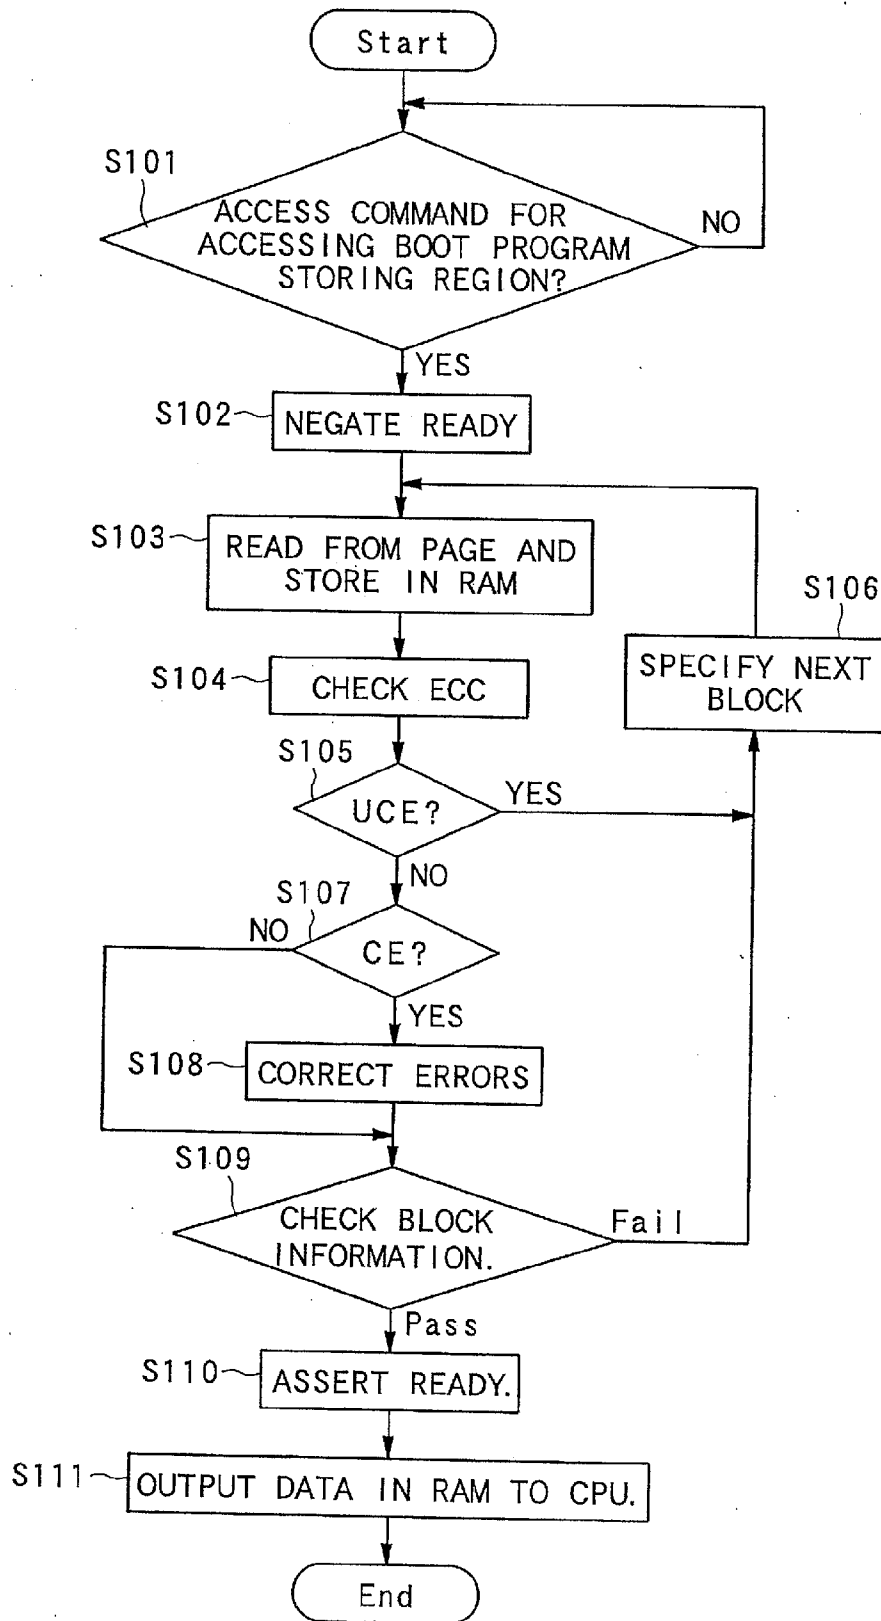 Start
S101
ACCESS COMMAND FOR
ACCESSING BOOT PROGRAM
STORING REGION?
NO
YES
S102
NEGATE READY
S103
READ FROM PAGE AND
STORE IN RAM
S106
SPECIFY NEXT
BLOCK
S104
CHECK ECC
S105
UCE?
YES
NO
S107
NO
CE?
YES
S108
CORRECT ERRORS
S109
CHECK BLOCK
INFORMATION.
Fail
Pass
S110
ASSERT READY.
S111
OUTPUT DATA IN RAM TO CPU.
End